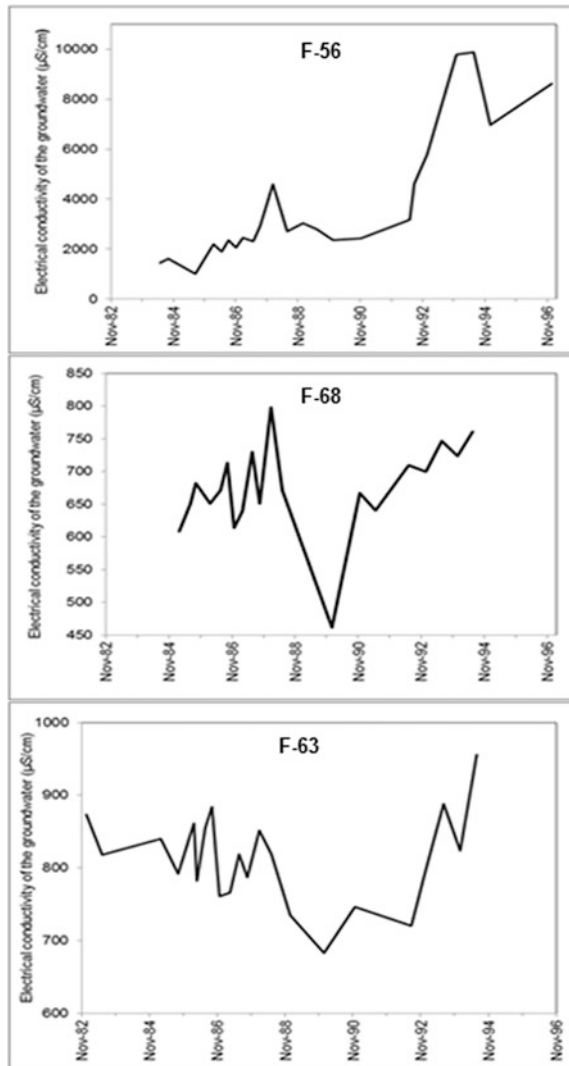 F-56
Electrical conductivity of the groundwater (µS/cm)
10000
8000
6000
4000
2000
0
Nov-82
Nov-84
Nov-86
Nov-88
Nov-90
Nov-92
Nov-94
Nov-96
F-68
Electrical conductivity of the groundwater (µS/cm)
850
800
750
700
650
600
550
500
450
Nov-82
Nov-84
Nov-86
Nov-88
Nov-90
Nov-92
Nov-94
Nov-96
F-63
Electrical conductivity of the groundwater (µS/cm)
1000
900
800
700
600
Nov-82
Nov-84
Nov-86
Nov-88
Nov-90
Nov-92
Nov-94
Nov-96